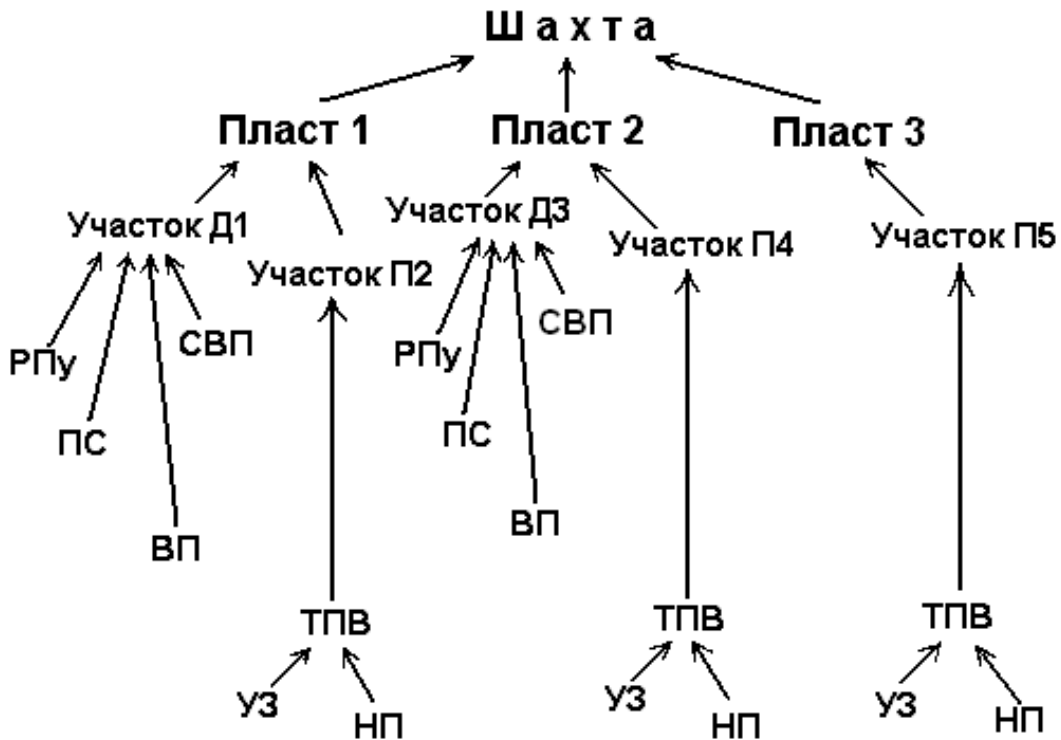 Ш а х т а
Пласт 1 Пласт 2 Пласт 3
Участок Д1 Участок Д3 Участок П4 Участок П5
Участок П2
РПу СВП РПу СВП
ПС ПС
ВП ВП
ТПВ ТПВ ТПВ
УЗ НП УЗ НП УЗ НП